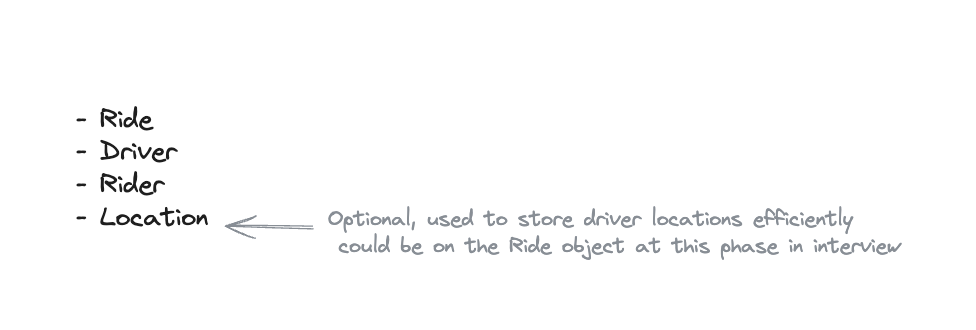 - Ride
- Driver
- Rider
- Location
Optional, used to store driver locations efficiently
could be on the Ride object at this phase in interview